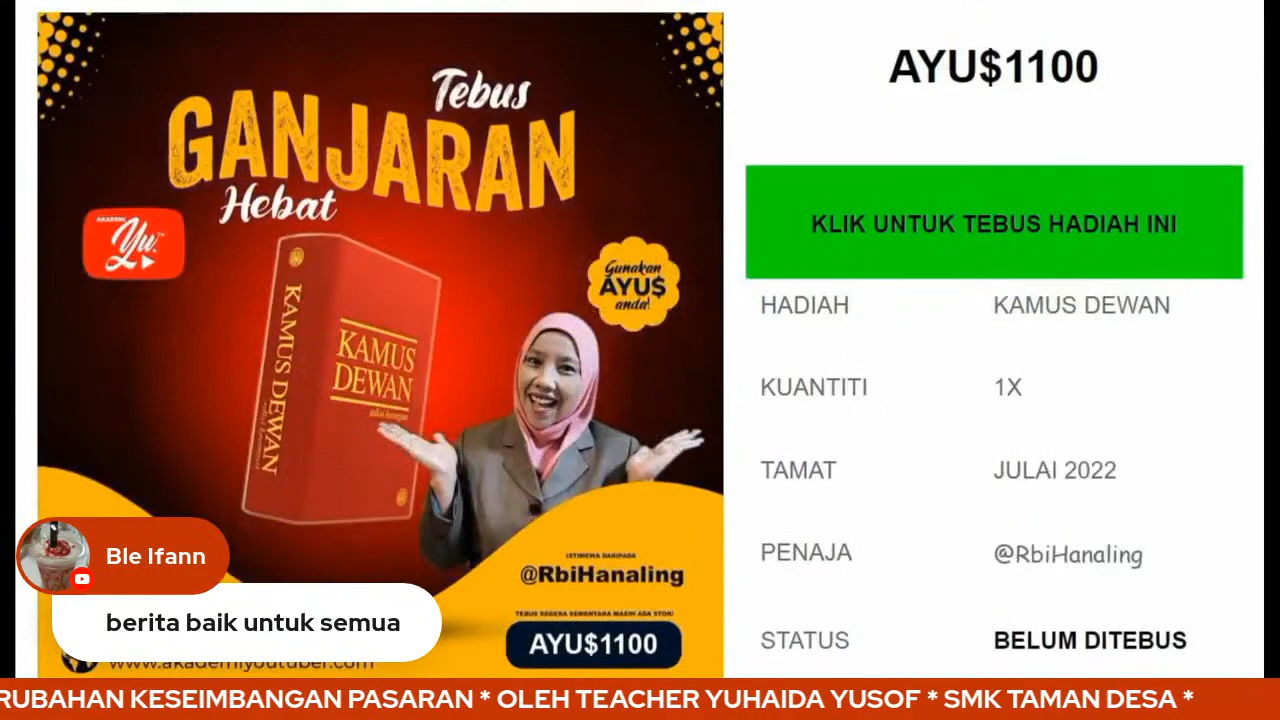 Tebus
GANJARAN
Hebat
AKADEMI
Yu
Gunakan
AYU$
anda!
KAMUS DEWAN
KAMUS
DEWAN
ISTIMEWA DARIPADA
@RbiHanaling
TEBUS SEGERA SEMENTARA MASIH ADA STOK!
AYU$1100
www.akademiyoutuber.com
AYU$1100
KLIK UNTUK TEBUS HADIAH INI
HADIAH KAMUS DEWAN
KUANTITI 1X
TAMAT JULAI 2022
PENAJA @RbiHanaling
STATUS BELUM DITEBUS
Ble Ifann
berita baik untuk semua
RUBAHAN KESEIMBANGAN PASARAN * OLEH TEACHER YUHAIDA YUSOF * SMK TAMAN DESA *